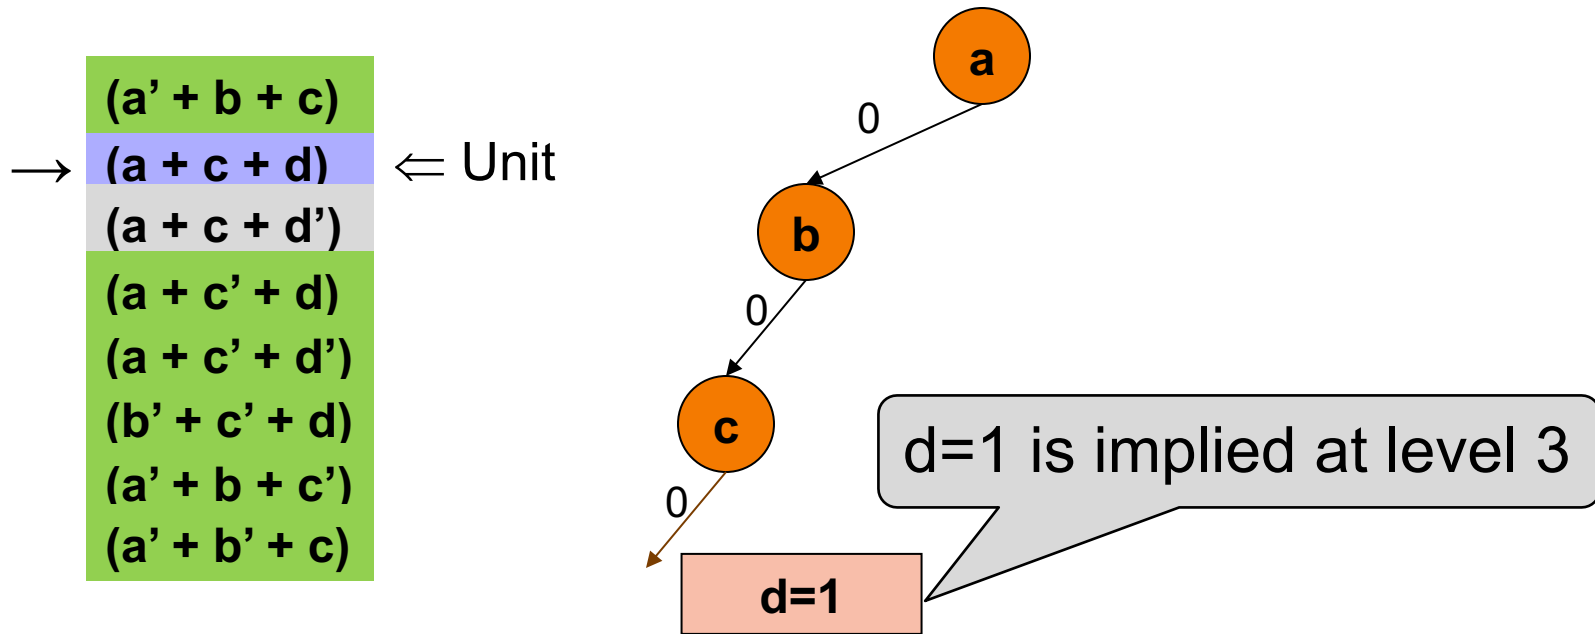 (a’ + b + c)
→ (a + c + d) ⇐ Unit
(a + c + d’)
(a + c’ + d)
(a + c’ + d’)
(b’ + c’ + d)
(a’ + b + c’)
(a’ + b’ + c)
a
0
b
0
c
0
d=1
d=1 is implied at level 3